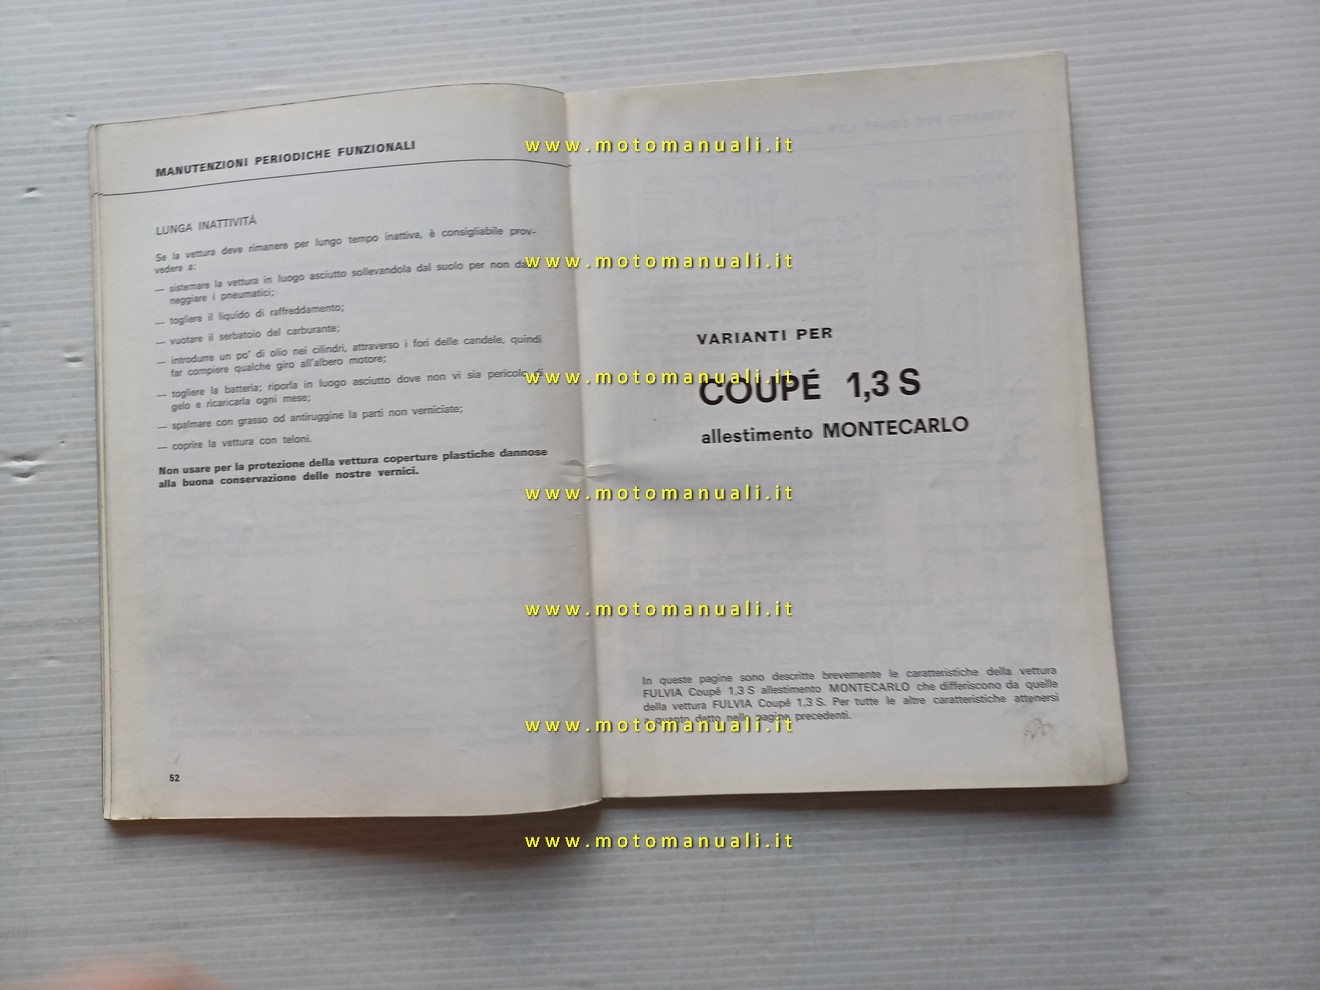 MANUTENZIONI PERIODICHE FUNZIONALI
LUNGA INATTIVITÀ
Se la vettura deve rimanere per lungo tempo inattiva, è consigliabile prov-
vedere a:
— sistemare la vettura in luogo asciutto sollevandola dal suolo per non
neggiare i pneumatici;
— togliere il liquido di raffreddamento;
— vuotare il serbatoio del carburante;
— introdurre un po' di olio nei cilindri, attraverso i fori delle candele, quindi
far compiere qualche giro all'albero motore;
— togliere la batteria; riporla in luogo asciutto dove non vi sia pericolo di
gelo e ricaricarla ogni mese;
— spalmare con grasso od antiruggine la parti non verniciate;
— coprire la vettura con teloni.
Non usare per la protezione della vettura coperture plastiche dannose
alla buona conservazione delle nostre vernici.
52
VARIANTI PER
COUPÉ 1,3 S
allestimento MONTECARLO
In queste pagine sono descritte brevemente le caratteristiche della vettura
FULVIA Coupé 1,3 S allestimento MONTECARLO che differiscono da quelle
della vettura FULVIA Coupé 1,3 S. Per tutte le altre caratteristiche attenersi
a quanto detto nelle pagine precedenti.
www.motomanuali.it
www.motomanuali.it
www.motomanuali.it
www.motomanuali.it
www.motomanuali.it
www.motomanuali.it
www.motomanuali.it